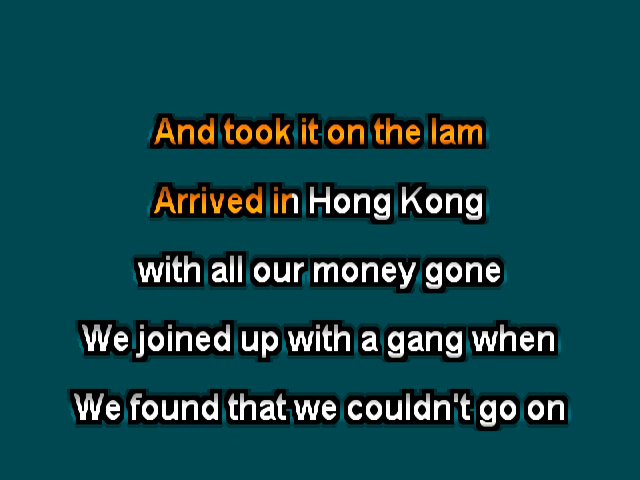 And took it on the lam
Arrived in Hong Kong
with all our money gone
We joined up with a gang when
We found that we couldn't go on